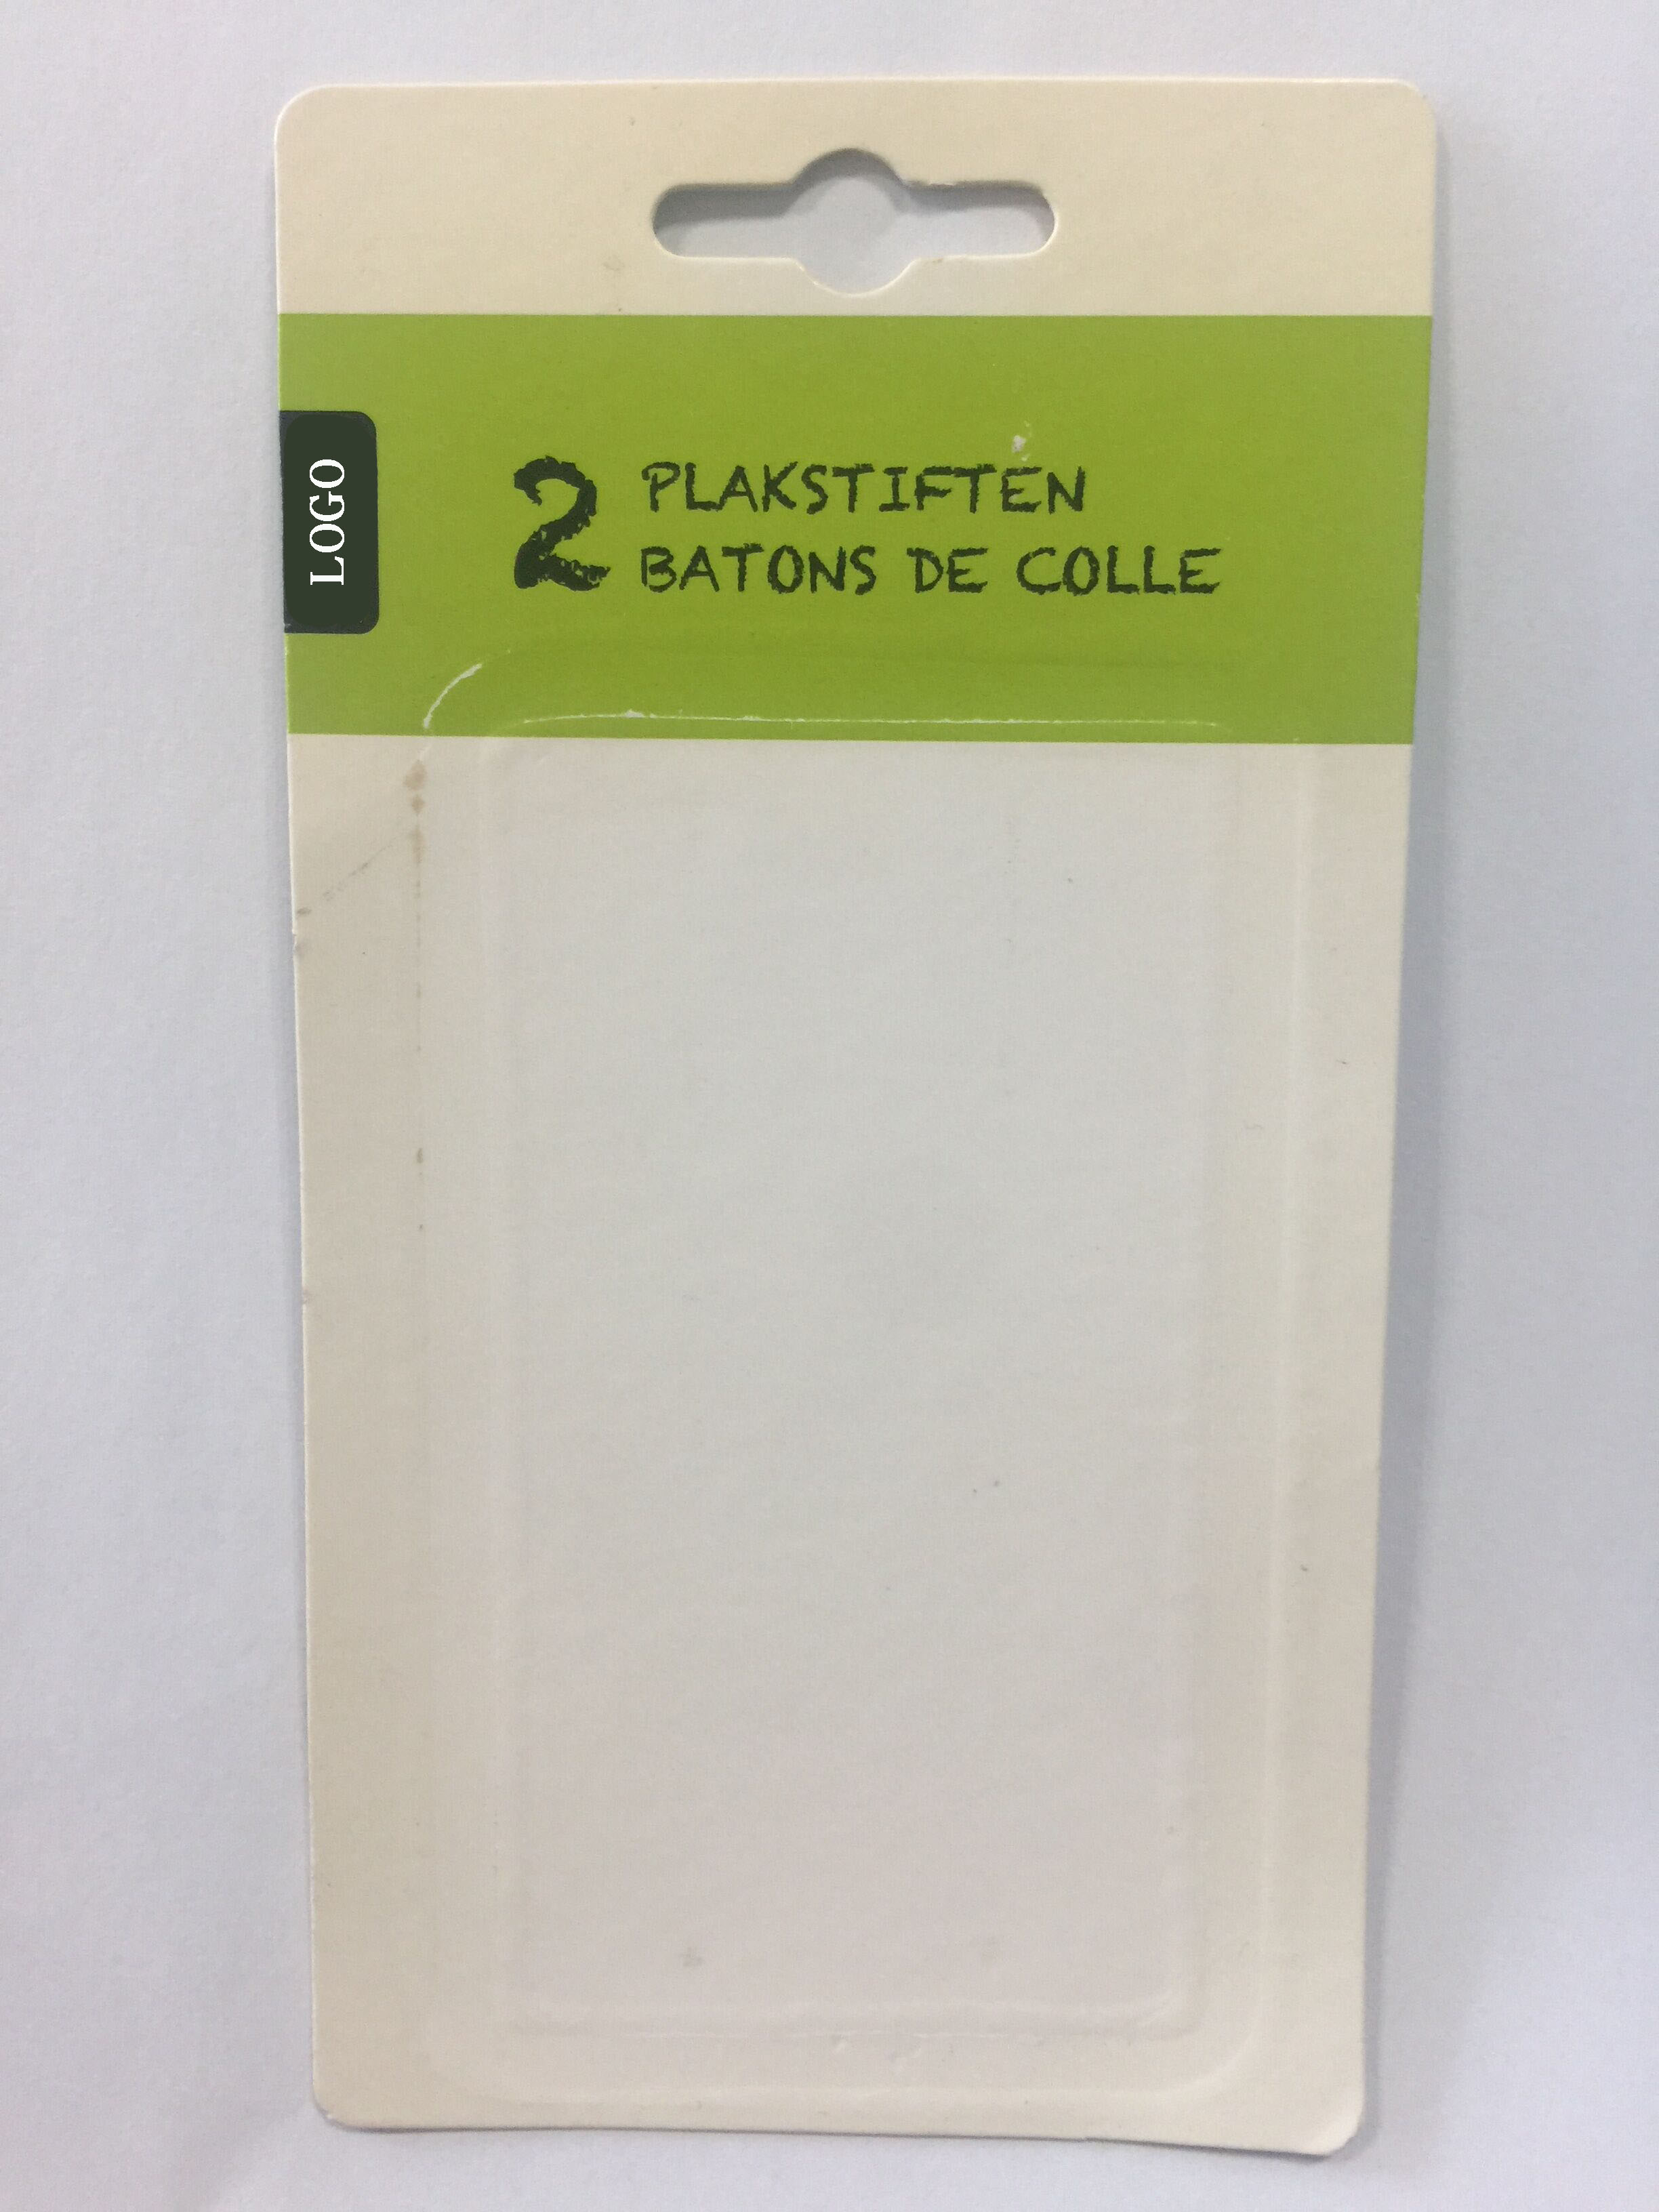 LOGO
2 PLAKSTIFTEN
BATONS DE COLLE